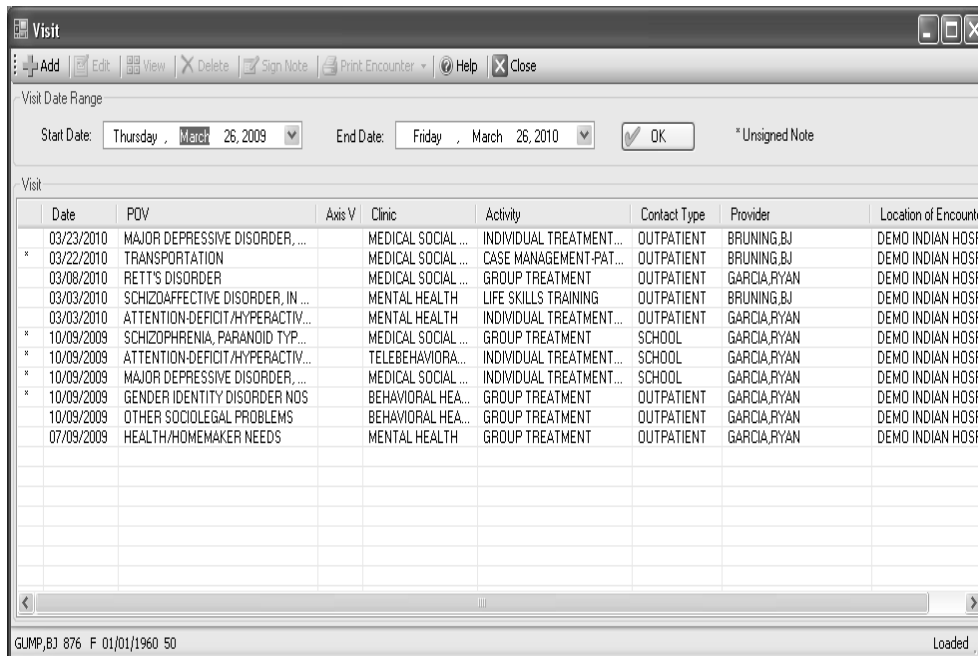 Visit
Add Edit View Delete Sign Note Print Encounter Help Close
Visit Date Range
Start Date: Thursday , March 26, 2009 End Date: Friday , March 26, 2010 OK * Unsigned Note
Visit
Date POV Axis V Clinic Activity Contact Type Provider Location of Encounte
03/23/2010 MAJOR DEPRESSIVE DISORDER, ... MEDICAL SOCIAL ... INDIVIDUAL TREATMENT... OUTPATIENT BRUNING,BJ DEMO INDIAN HOSP
* 03/22/2010 TRANSPORTATION MEDICAL SOCIAL ... CASE MANAGEMENT-PAT... OUTPATIENT BRUNING,BJ DEMO INDIAN HOSP
03/08/2010 RETT'S DISORDER MEDICAL SOCIAL ... GROUP TREATMENT OUTPATIENT GARCIA,RYAN DEMO INDIAN HOSP
03/03/2010 SCHIZOAFFECTIVE DISORDER, IN ... MENTAL HEALTH LIFE SKILLS TRAINING OUTPATIENT BRUNING,BJ DEMO INDIAN HOSP
03/03/2010 ATTENTION-DEFICIT/HYPERACTIV... MENTAL HEALTH INDIVIDUAL TREATMENT... OUTPATIENT GARCIA,RYAN DEMO INDIAN HOSP
* 10/09/2009 SCHIZOPHRENIA, PARANOID TYP... MEDICAL SOCIAL ... GROUP TREATMENT SCHOOL GARCIA,RYAN DEMO INDIAN HOSP
* 10/09/2009 ATTENTION-DEFICIT/HYPERACTIV... TELEBEHAVIORA... INDIVIDUAL TREATMENT... SCHOOL GARCIA,RYAN DEMO INDIAN HOSP
* 10/09/2009 MAJOR DEPRESSIVE DISORDER, ... MEDICAL SOCIAL ... INDIVIDUAL TREATMENT... SCHOOL GARCIA,RYAN DEMO INDIAN HOSP
* 10/09/2009 GENDER IDENTITY DISORDER NOS BEHAVIORAL HEA... GROUP TREATMENT OUTPATIENT GARCIA,RYAN DEMO INDIAN HOSP
10/09/2009 OTHER SOCIOLEGAL PROBLEMS BEHAVIORAL HEA... GROUP TREATMENT OUTPATIENT GARCIA,RYAN DEMO INDIAN HOSP
07/09/2009 HEALTH/HOMEMAKER NEEDS MENTAL HEALTH GROUP TREATMENT OUTPATIENT GARCIA,RYAN DEMO INDIAN HOSP
GUMP,BJ 876 F 01/01/1960 50 Loaded